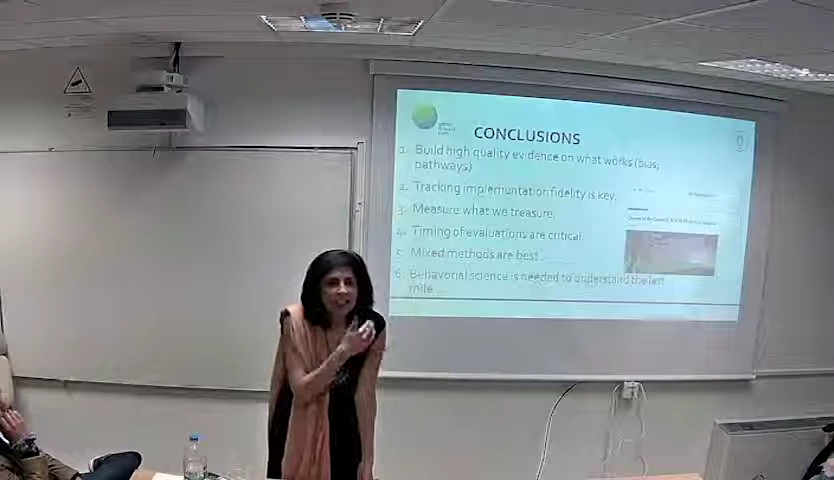 CONCLUSIONS
1. Build high quality evidence on what works (bias;
pathways)
2. Tracking implementation fidelity is key.
3. Measure what we treasure.
4. Timing of evaluations are critical.
5. Mixed methods are best
6. Behavioral science is needed to understand the last
mile